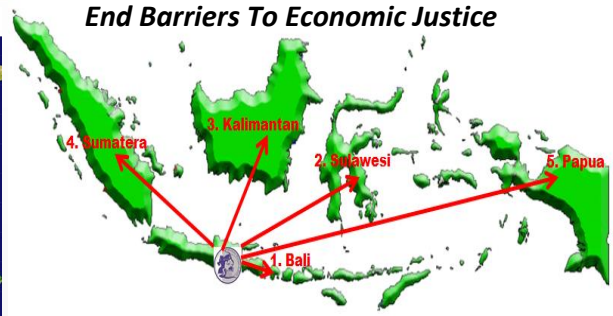 End Barriers To Economic Justice
3. Kalimantan
4. Sumatera
2. Sulawesi
5. Papua
1. Bali